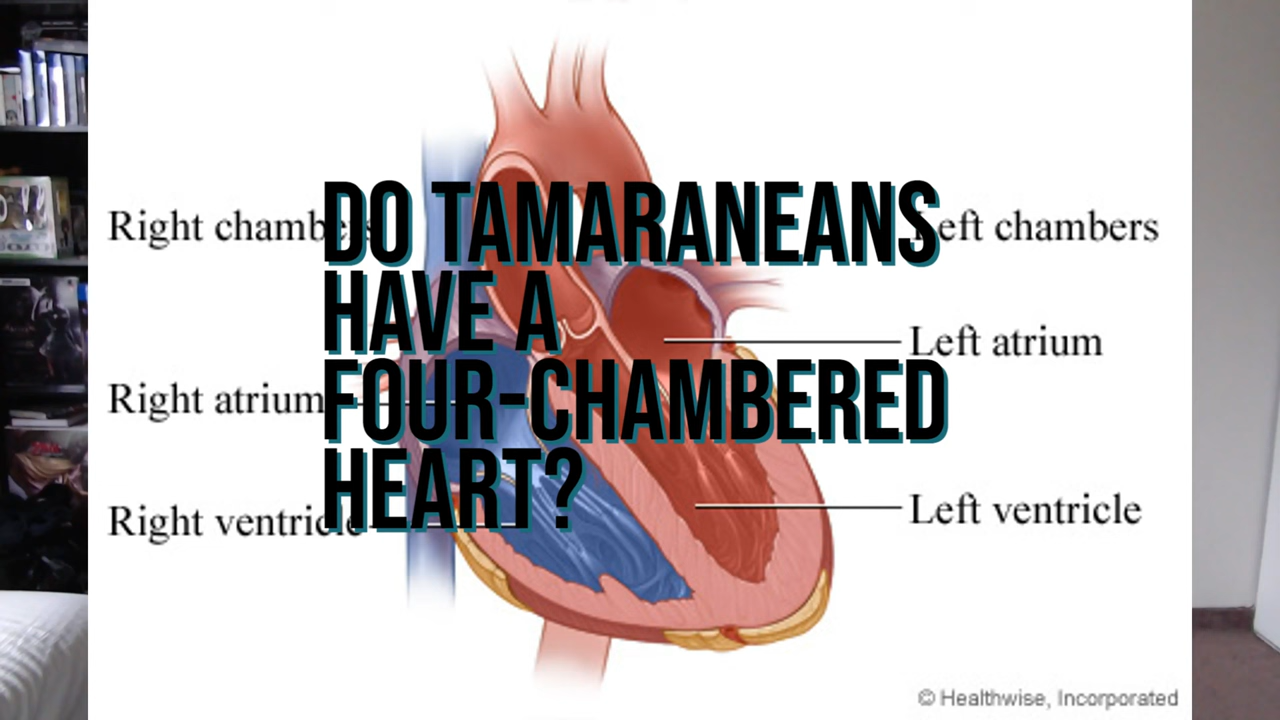 DO TAMARANEANS
HAVE A
FOUR-CHAMBERED
HEART?
Right chambers
Left chambers
Left atrium
Right atrium
Right ventricle
Left ventricle
© Healthwise, Incorporated